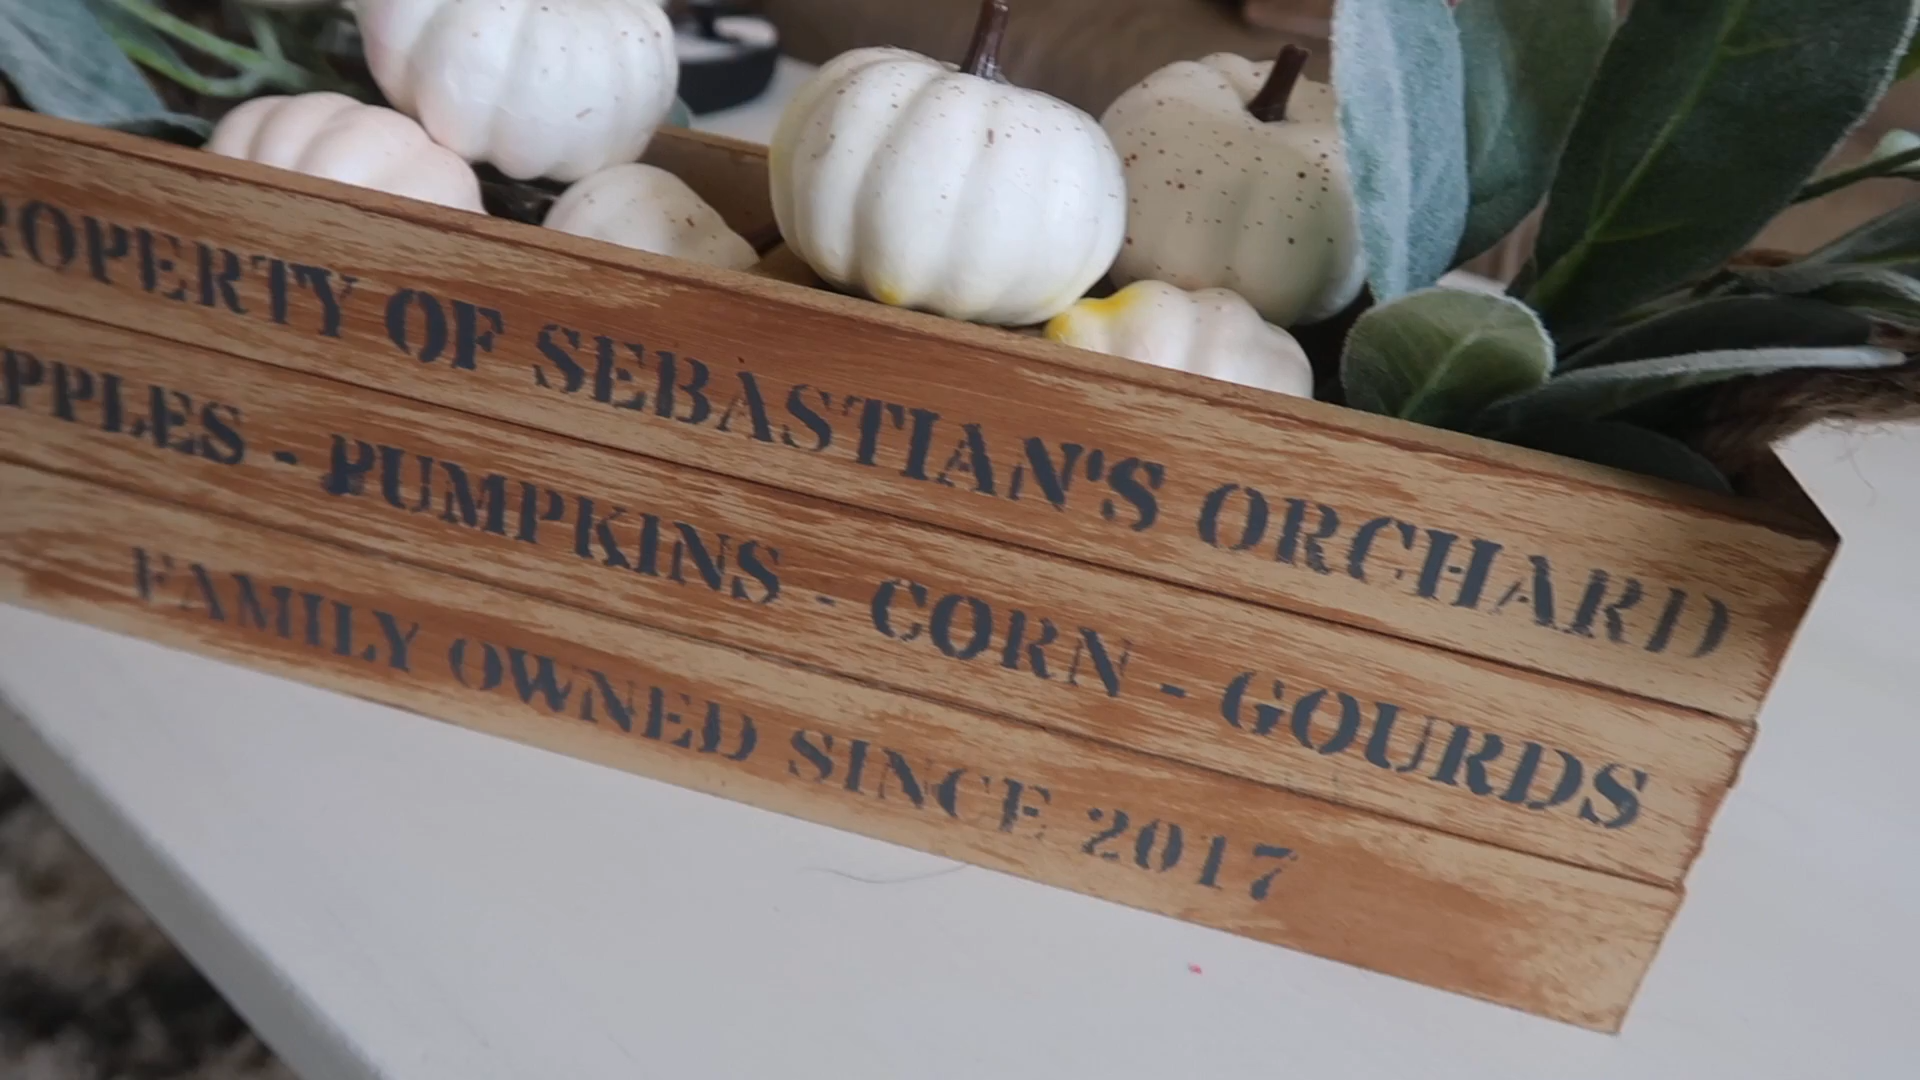 ROPERTY OF SEBASTIAN'S ORCHARD
PPLES - PUMPKINS - CORN - GOURDS
FAMILY OWNED SINCE 2017